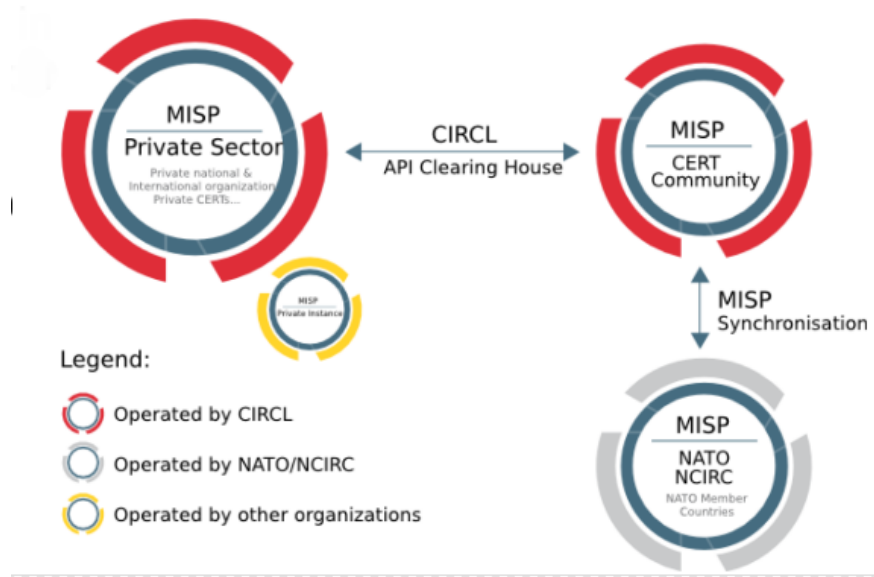 MISP
Private Sector
Private national &
International organization
Private CERTs...
CIRCL
API Clearing House
MISP
CERT
Community
MISP
Private Instance
MISP
Synchronisation
Legend:
Operated by CIRCL
Operated by NATO/NCIRC
Operated by other organizations
MISP
NATO
NCIRC
NATO Member
Countries